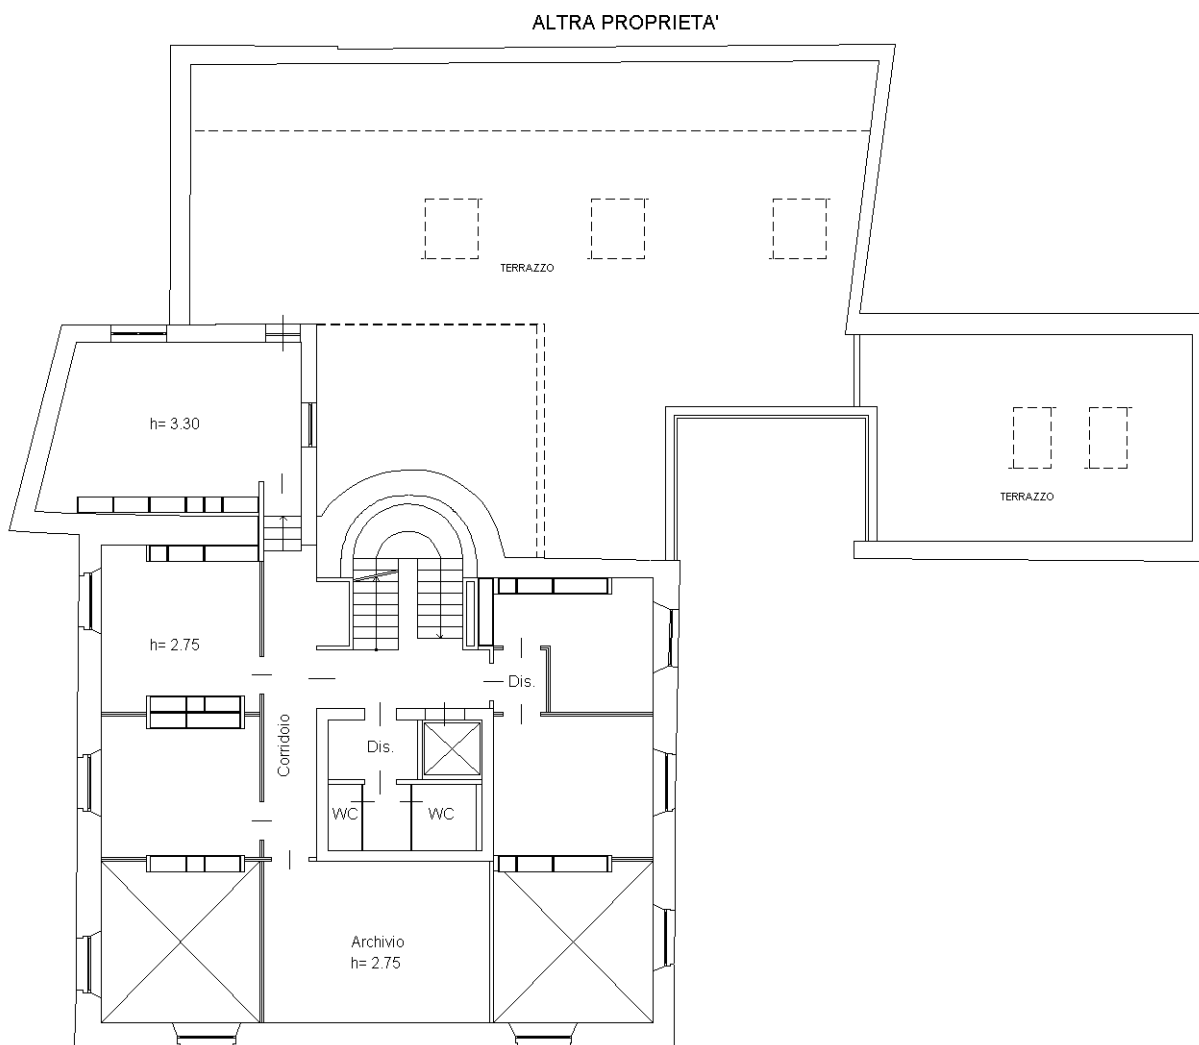 ALTRA PROPRIETA'
TERRAZZO
h= 3.30
TERRAZZO
h= 2.75
Dis.
Corridoio
Dis.
WC
WC
Archivio
h= 2.75